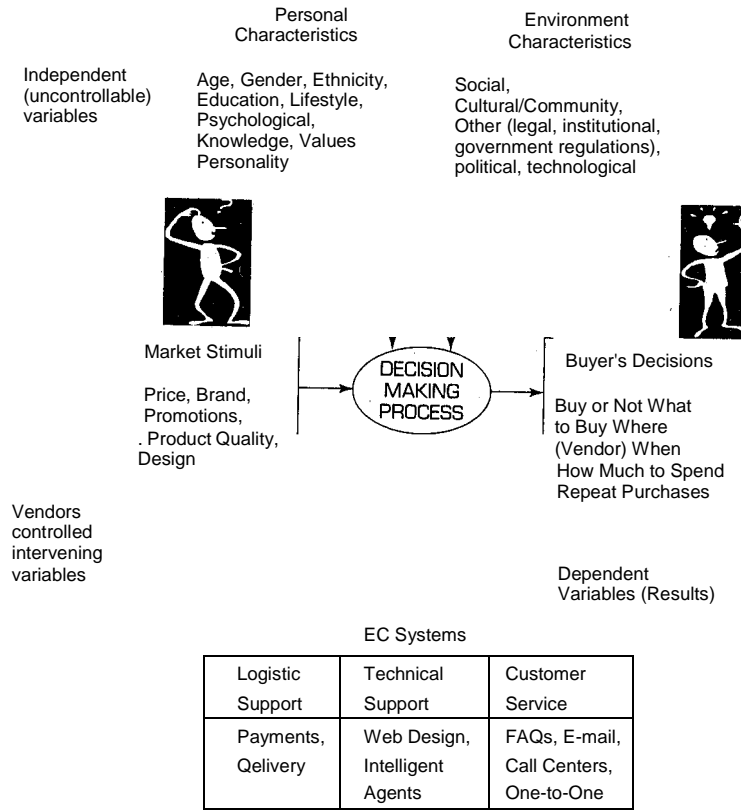 Personal
Characteristics
Environment
Characteristics
Independent
(uncontrollable)
variables
Age, Gender, Ethnicity,
Education, Lifestyle,
Psychological,
Knowledge, Values
Personality
Social,
Cultural/Community,
Other (legal, institutional,
government regulations),
political, technological
?
Market Stimuli
Price, Brand,
Promotions,
. Product Quality,
Design
DECISION
MAKING
PROCESS
Buyer's Decisions
Buy or Not What
to Buy Where
(Vendor) When
How Much to Spend
Repeat Purchases
Vendors
controlled
intervening
variables
Dependent
Variables (Results)
EC Systems
Logistic
Support
Technical
Support
Customer
Service
Payments,
Qelivery
Web Design,
Intelligent
Agents
FAQs, E-mail,
Call Centers,
One-to-One